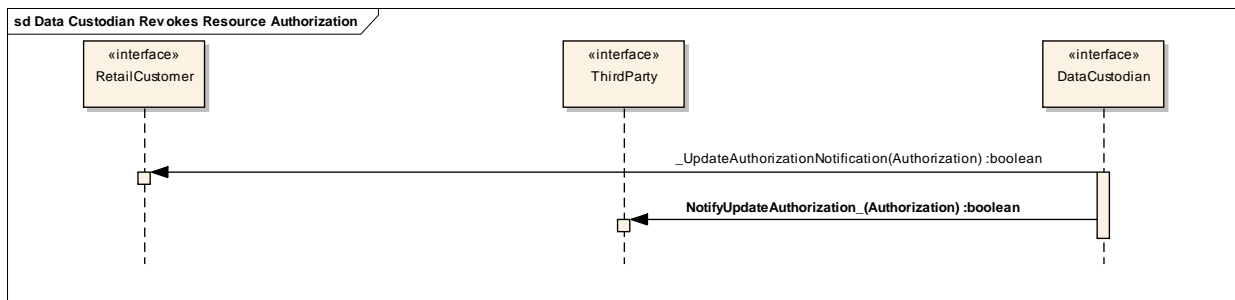 sd Data Custodian Revokes Resource Authorization
«interface»
RetailCustomer
«interface»
ThirdParty
«interface»
DataCustodian
_UpdateAuthorizationNotification(Authorization) :boolean
NotifyUpdateAuthorization_(Authorization) :boolean